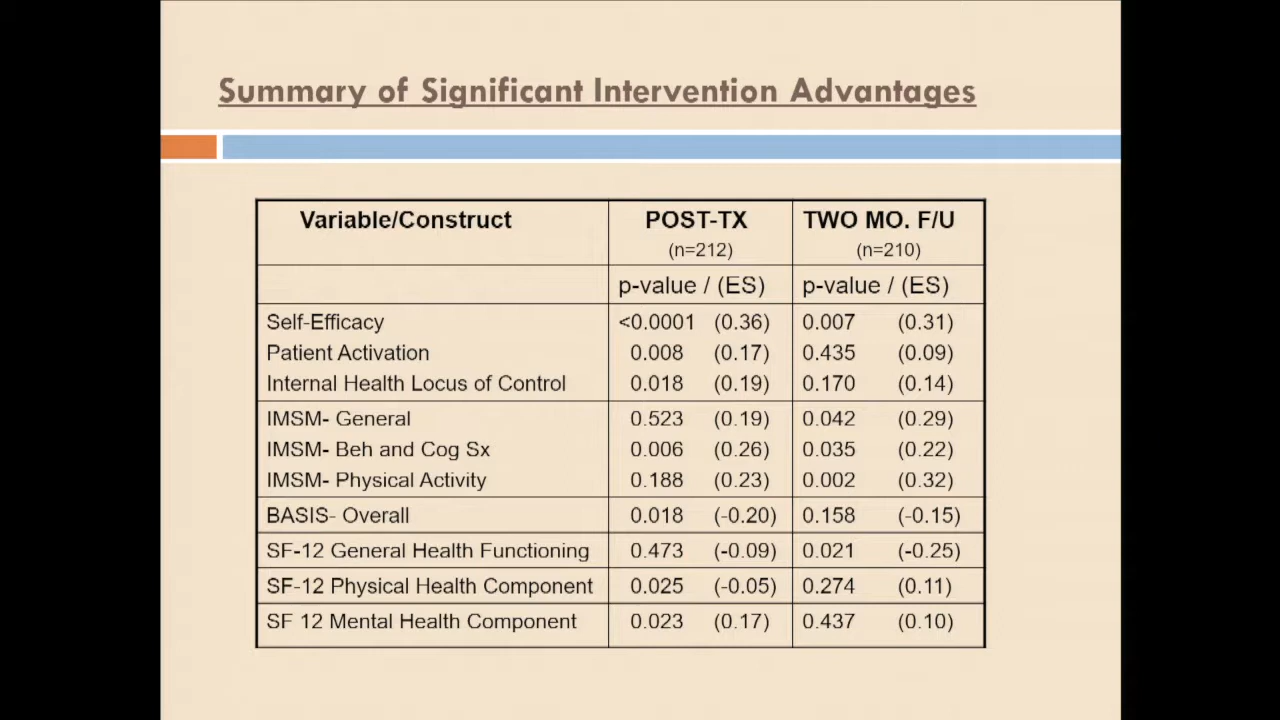 Summary of Significant Intervention Advantages
Variable/Construct POST-TX TWO MO. F/U
(n=212) (n=210)
p-value / (ES) p-value / (ES)
Self-Efficacy <0.0001 (0.36) 0.007 (0.31)
Patient Activation 0.008 (0.17) 0.435 (0.09)
Internal Health Locus of Control 0.018 (0.19) 0.170 (0.14)
IMSM- General 0.523 (0.19) 0.042 (0.29)
IMSM- Beh and Cog Sx 0.006 (0.26) 0.035 (0.22)
IMSM- Physical Activity 0.188 (0.23) 0.002 (0.32)
BASIS- Overall 0.018 (-0.20) 0.158 (-0.15)
SF-12 General Health Functioning 0.473 (-0.09) 0.021 (-0.25)
SF-12 Physical Health Component 0.025 (-0.05) 0.274 (0.11)
SF 12 Mental Health Component 0.023 (0.17) 0.437 (0.10)